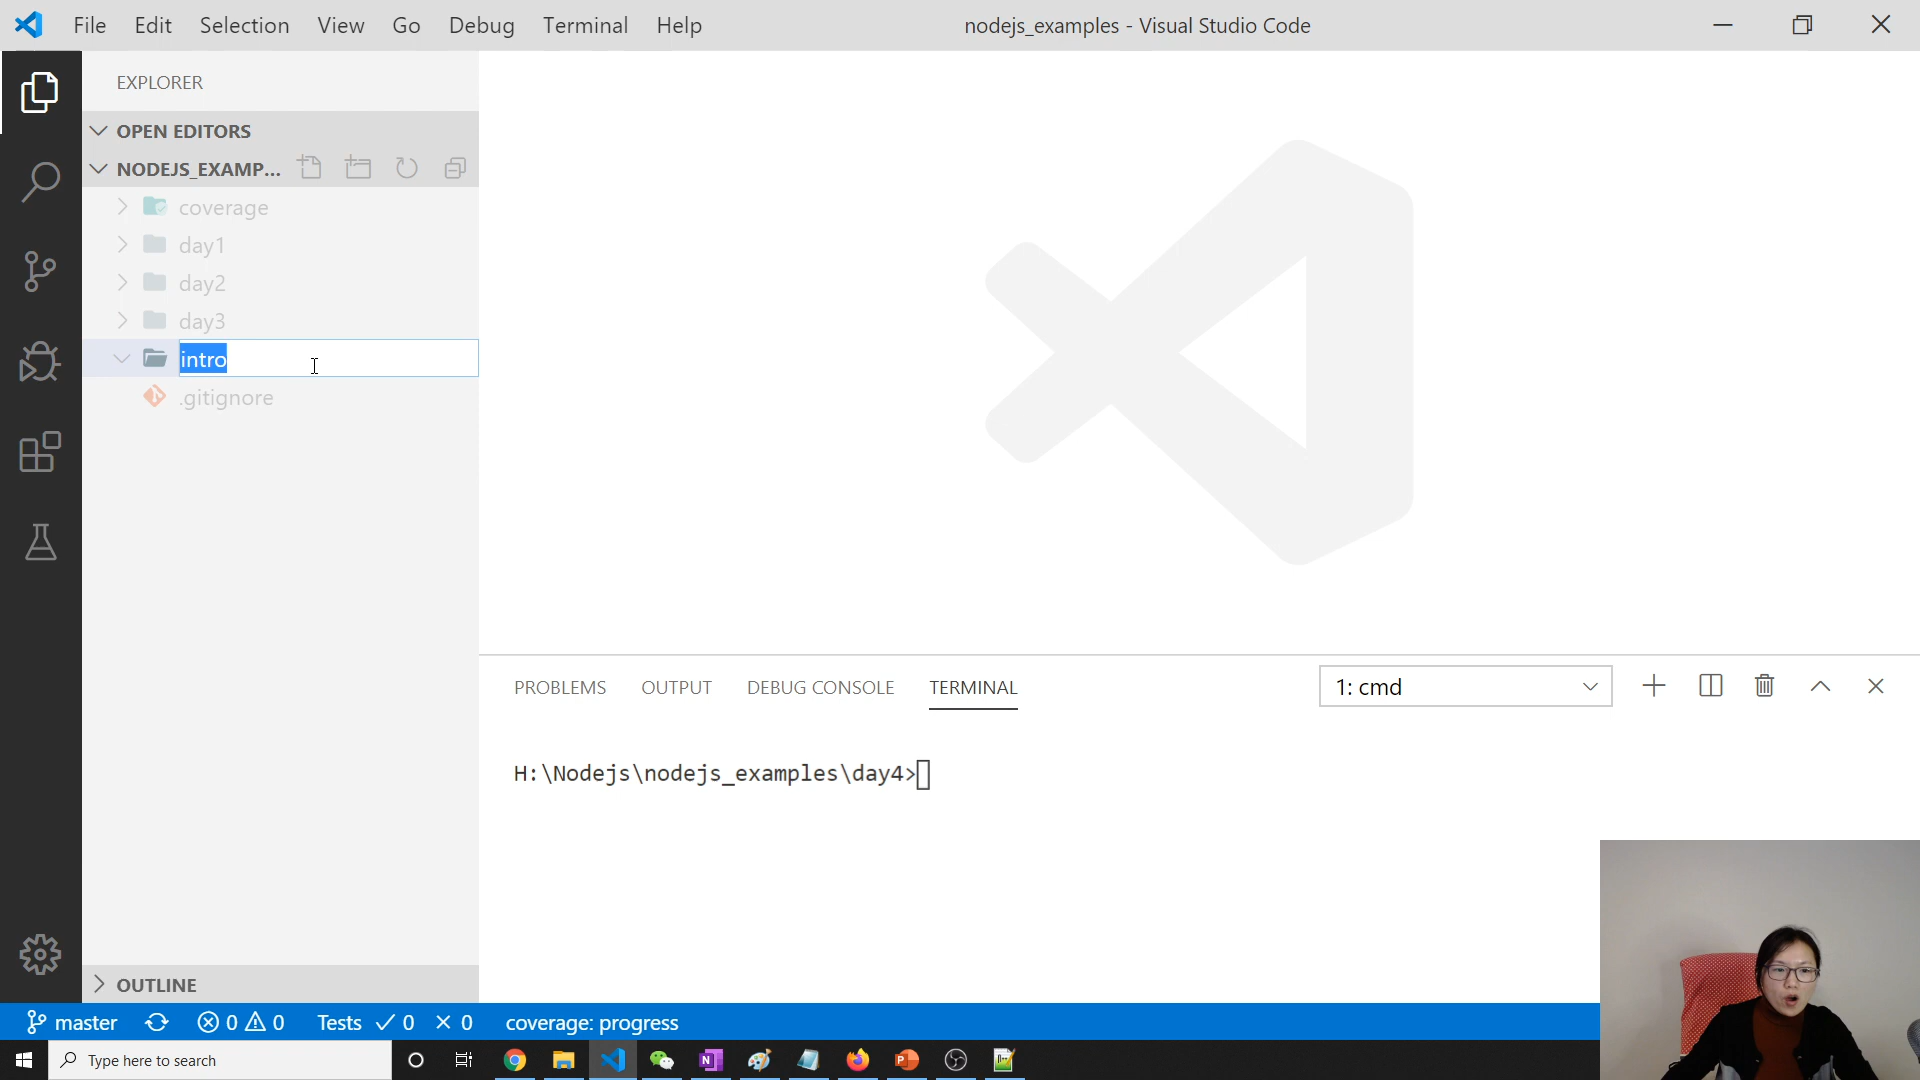 File Edit Selection View Go Debug Terminal Help
nodejs_examples - Visual Studio Code
EXPLORER
OPEN EDITORS
NODEJS_EXAMP...
coverage
day1
day2
day3
intro
.gitignore
PROBLEMS OUTPUT DEBUG CONSOLE TERMINAL
1: cmd
H:\Nodejs\nodejs_examples\day4>
OUTLINE
master 0 0 Tests 0 0 coverage: progress
Type here to search